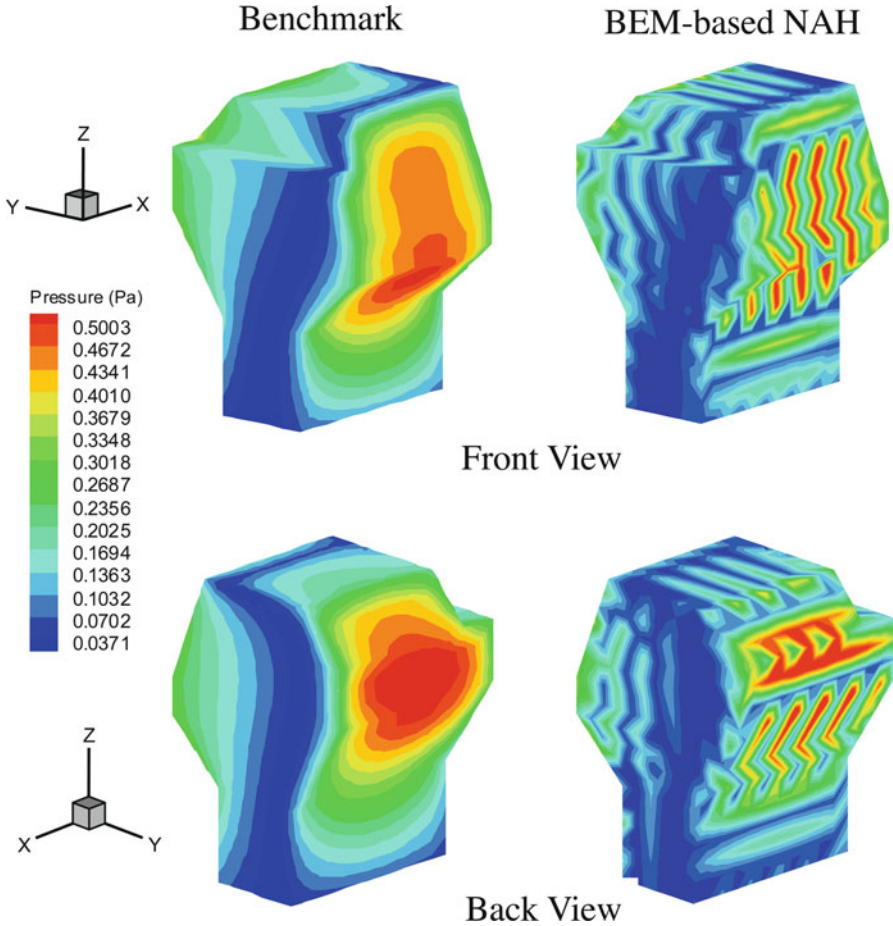 Benchmark
BEM-based NAH
Z
Y
X
Pressure (Pa)
0.5003
0.4672
0.4341
0.4010
0.3679
0.3348
0.3018
0.2687
0.2356
0.2025
0.1694
0.1363
0.1032
0.0702
0.0371
Front View
Z
X
Y
Back View